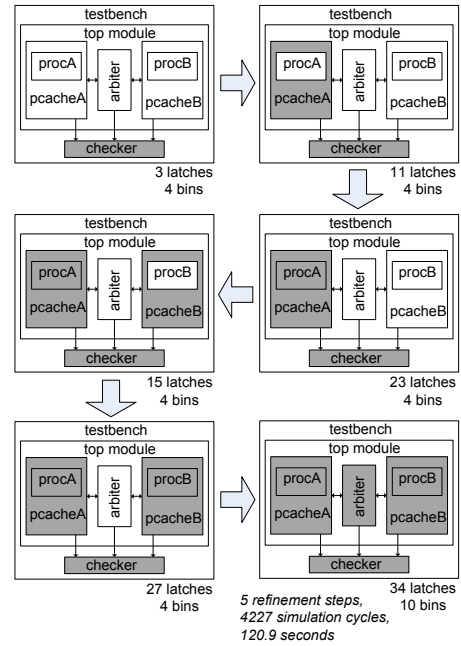 testbench
top module
procA
arbiter
procB
pcacheA
pcacheB
checker
3 latches
4 bins
testbench
top module
procA
arbiter
procB
pcacheA
pcacheB
checker
11 latches
4 bins
testbench
top module
procA
arbiter
procB
pcacheA
pcacheB
checker
15 latches
4 bins
testbench
top module
procA
arbiter
procB
pcacheA
pcacheB
checker
23 latches
4 bins
testbench
top module
procA
arbiter
procB
pcacheA
pcacheB
checker
27 latches
4 bins
testbench
top module
procA
arbiter
procB
pcacheA
pcacheB
checker
34 latches
10 bins
5 refinement steps,
4227 simulation cycles,
120.9 seconds